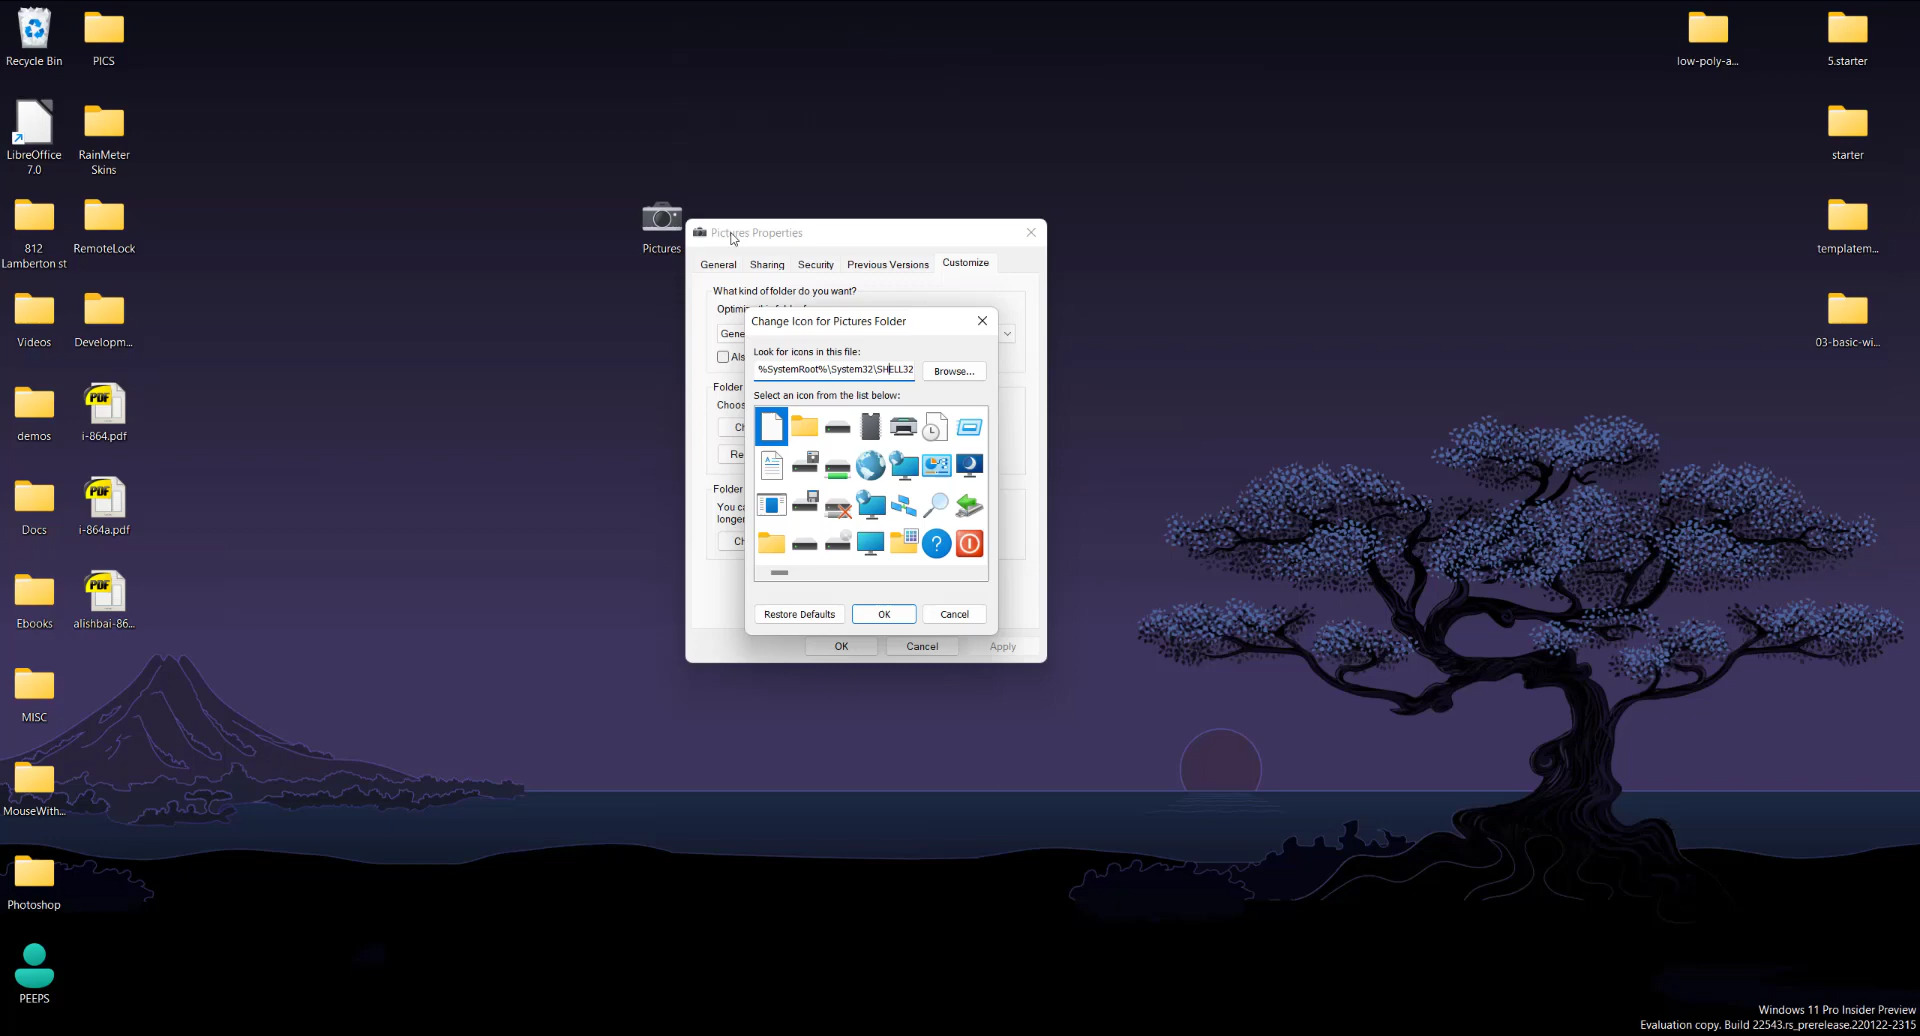 Recycle Bin
PICS
low-poly-a...
5.starter
LibreOffice
7.0
RainMeter
Skins
starter
812
Lamberton st
RemoteLock
Pictures
templatem...
Videos
Developm...
03-basic-wi...
demos
i-864.pdf
Docs
i-864a.pdf
Ebooks
alishbai-86...
MISC
MouseWith...
Photoshop
PEEPS
PDF
PDF
PDF
Pictures Properties
General
Sharing
Security
Previous Versions
Customize
What kind of folder do you want?
Optimi
Gene
Als
Folder
Choos
Ch
Re
Folder
You ca
longer
Ch
OK
Cancel
Apply
Change Icon for Pictures Folder
Look for icons in this file:
%SystemRoot%\System32\SHELL32
Browse...
Select an icon from the list below:
Restore Defaults
OK
Cancel
Windows 11 Pro Insider Preview
Evaluation copy. Build 22543.rs_prerelease.220122-2315